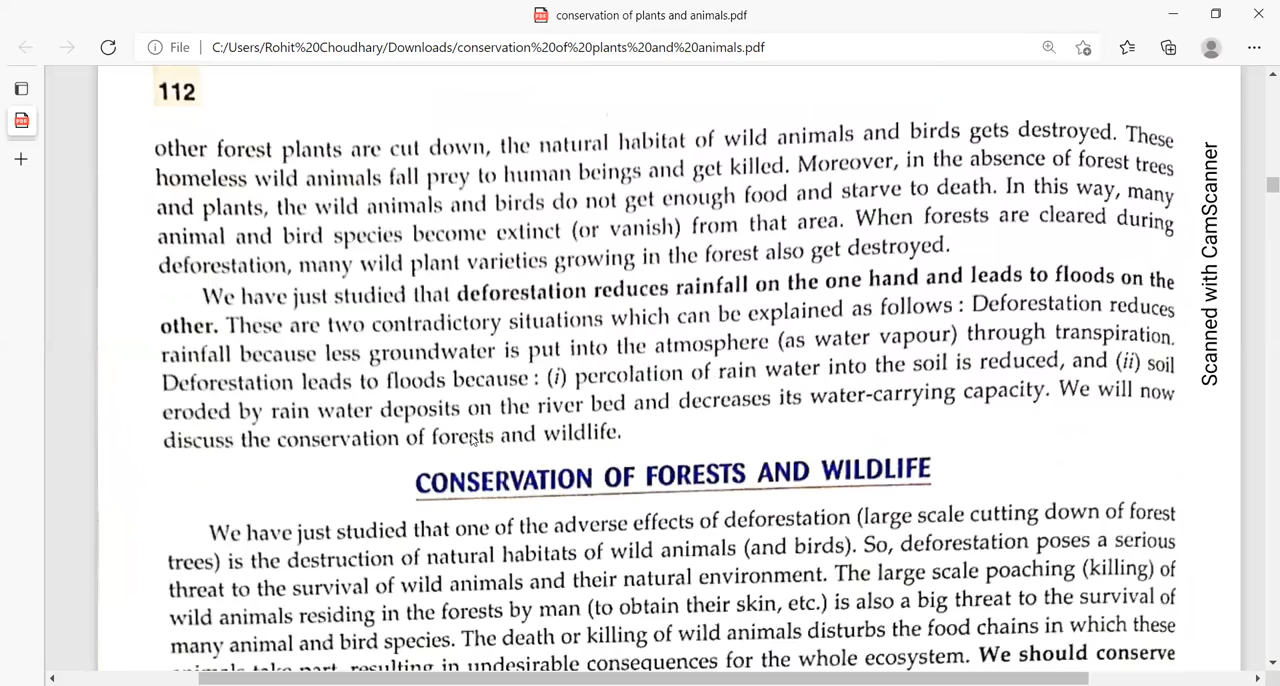 conservation of plants and animals.pdf
File | C:/Users/Rohit%20Choudhary/Downloads/conservation%20of%20plants%20and%20animals.pdf
112
other forest plants are cut down, the natural habitat of wild animals and birds gets destroyed. These
homeless wild animals fall prey to human beings and get killed. Moreover, in the absence of forest trees
and plants, the wild animals and birds do not get enough food and starve to death. In this way, many
animal and bird species become extinct (or vanish) from that area. When forests are cleared during
deforestation, many wild plant varieties growing in the forest also get destroyed.
We have just studied that deforestation reduces rainfall on the one hand and leads to floods on the
other. These are two contradictory situations which can be explained as follows : Deforestation reduces
rainfall because less groundwater is put into the atmosphere (as water vapour) through transpiration.
Deforestation leads to floods because : (i) percolation of rain water into the soil is reduced, and (ii) soil
eroded by rain water deposits on the river bed and decreases its water-carrying capacity. We will now
discuss the conservation of forests and wildlife.
CONSERVATION OF FORESTS AND WILDLIFE
We have just studied that one of the adverse effects of deforestation (large scale cutting down of forest
trees) is the destruction of natural habitats of wild animals (and birds). So, deforestation poses a serious
threat to the survival of wild animals and their natural environment. The large scale poaching (killing) of
wild animals residing in the forests by man (to obtain their skin, etc.) is also a big threat to the survival of
many animal and bird species. The death or killing of wild animals disturbs the food chains in which these
animals take part, resulting in undesirable consequences for the whole ecosystem. We should conserve
Scanned with CamScanner